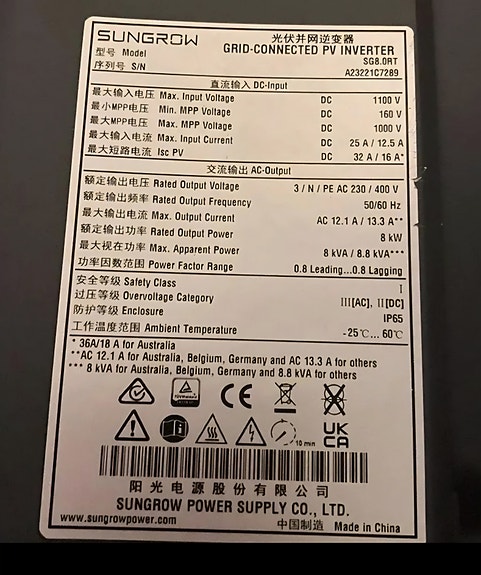 SUNGROW
光伏并网逆变器
GRID-CONNECTED PV INVERTER
型号 Model SG8.0RT
序列号 S/N A23221C7289
直流输入 DC-Input
最大输入电压 Max. Input Voltage DC 1100 V
最小MPP电压 Min. MPP Voltage DC 160 V
最大MPP电压 Max. MPP Voltage DC 1000 V
最大输入电流 Max. Input Current DC 25 A / 12.5 A
最大短路电流 Isc PV DC 32 A / 16 A*
交流输出 AC-Output
额定输出电压 Rated Output Voltage 3 / N / PE AC 230 / 400 V
额定输出频率 Rated Output Frequency 50/60 Hz
最大输出电流 Max. Output Current AC 12.1 A / 13.3 A**
额定输出功率 Rated Output Power 8 kW
最大视在功率 Max. Apparent Power 8 kVA / 8.8 kVA***
功率因数范围 Power Factor Range 0.8 Leading...0.8 Lagging
安全等级 Safety Class I
过压等级 Overvoltage Category III[AC], II[DC]
防护等级 Enclosure IP65
工作温度范围 Ambient Temperature -25℃... 60℃
* 36A/18 A for Australia
**AC 12.1 A for Australia, Belgium, Germany and AC 13.3 A for others
*** 8 kVA for Australia, Belgium, Germany and 8.8 kVA for others
CE
10 min
UK
CA
阳光电源股份有限公司
SUNGROW POWER SUPPLY CO., LTD.
www.sungrowpower.com 中国制造 Made in China